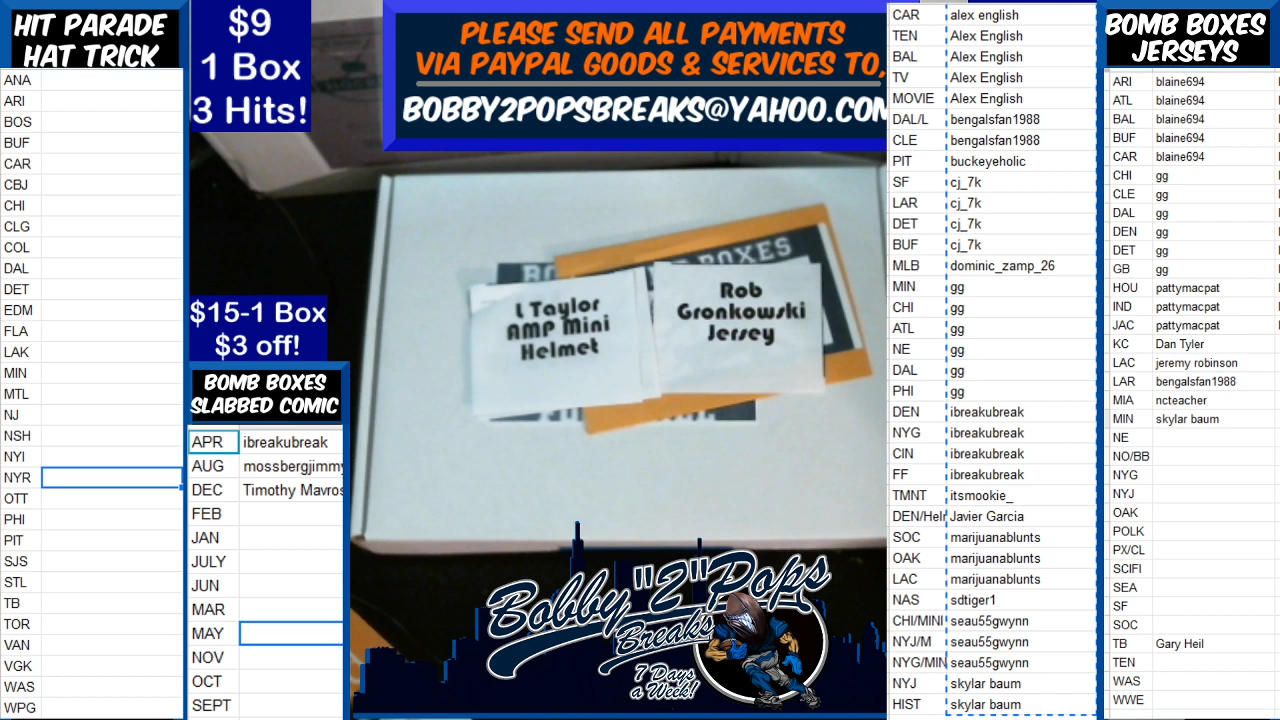 HIT PARADE
HAT TRICK
ANA
ARI
BOS
BUF
CAR
CBJ
CHI
CLG
COL
DAL
DET
EDM
FLA
LAK
MIN
MTL
NJ
NSH
NYI
NYR
OTT
PHI
PIT
SJS
STL
TB
TOR
VAN
VGK
WAS
WPG
$9
1 Box
3 Hits!
$15-1 Box
$3 off!
BOMB BOXES
SLABBED COMIC
APR ibreakubreak
AUG mossbergjimmy
DEC Timothy Mavros
FEB
JAN
JULY
JUN
MAR
MAY
NOV
OCT
SEPT
PLEASE SEND ALL PAYMENTS
VIA PAYPAL GOODS & SERVICES TO,
BOBBY2POPSBREAKS@YAHOO.COM
BOXES
L Taylor
AMP Mini
Helmet
Rob
Gronkowski
Jersey
Bobby "2" Pops
Breaks
7 Days
a Week!
CAR alex english
TEN Alex English
BAL Alex English
TV Alex English
MOVIE Alex English
DAL/L bengalsfan1988
CLE bengalsfan1988
PIT buckeyeholic
SF cj_7k
LAR cj_7k
DET cj_7k
BUF cj_7k
MLB dominic_zamp_26
MIN gg
CHI gg
ATL gg
NE gg
DAL gg
PHI gg
DEN ibreakubreak
NYG ibreakubreak
CIN ibreakubreak
FF ibreakubreak
TMNT itsmookie_
DEN/Helr Javier Garcia
SOC marijuanablunts
OAK marijuanablunts
LAC marijuanablunts
NAS sdtiger1
CHI/MINI seau55gwynn
NYJ/M seau55gwynn
NYG/MIN seau55gwynn
NYJ skylar baum
HIST skylar baum
BOMB BOXES
JERSEYS
ARI blaine694
ATL blaine694
BAL blaine694
BUF blaine694
CAR blaine694
CHI gg
CLE gg
DAL gg
DEN gg
DET gg
GB gg
HOU pattymacpat
IND pattymacpat
JAC pattymacpat
KC Dan Tyler
LAC jeremy robinson
LAR bengalsfan1988
MIA ncteacher
MIN skylar baum
NE
NO/BB
NYG
NYJ
OAK
POLK
PX/CL
SCIFI
SEA
SF
SOC
TB Gary Heil
TEN
WAS
WWE